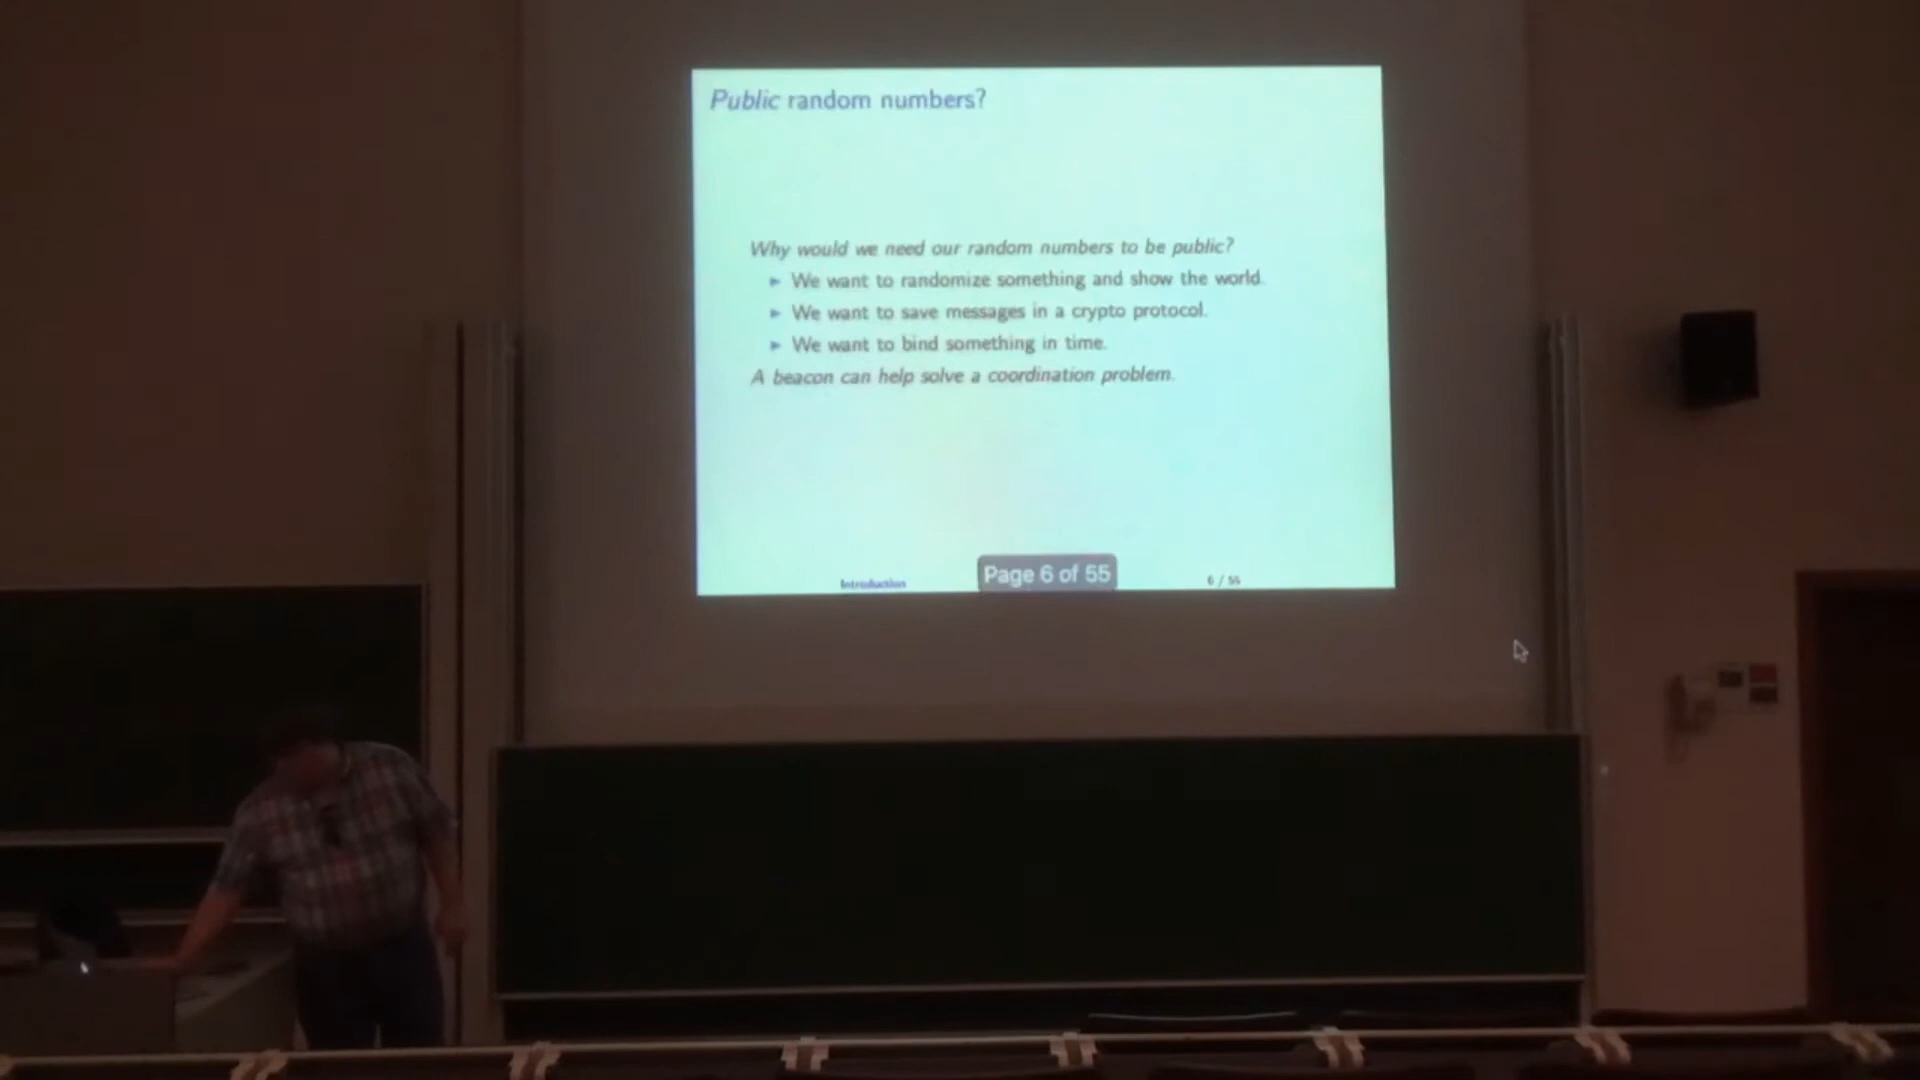 Public random numbers?
Why would we need our random numbers to be public?
► We want to randomize something and show the world.
► We want to save messages in a crypto protocol.
► We want to bind something in time.
A beacon can help solve a coordination problem.
Introduction
Page 6 of 55
6 / 55